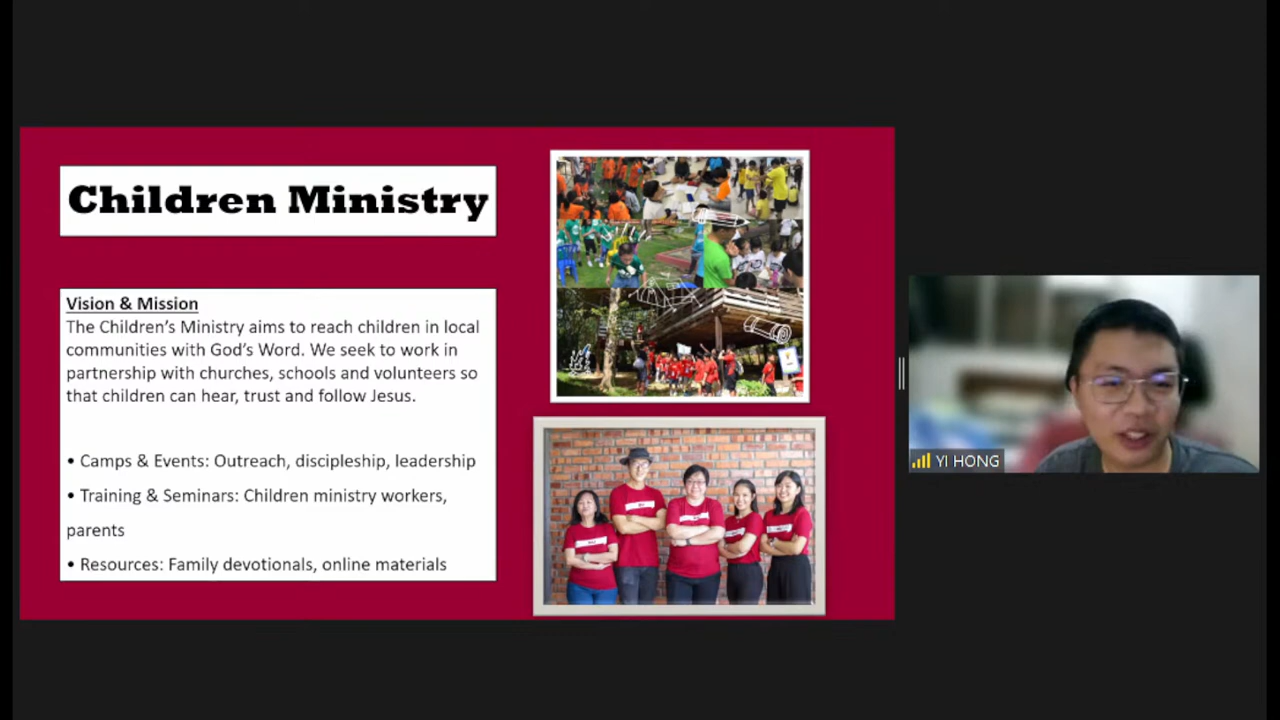 Children Ministry
Vision & Mission
The Children's Ministry aims to reach children in local
communities with God's Word. We seek to work in
partnership with churches, schools and volunteers so
that children can hear, trust and follow Jesus.
• Camps & Events: Outreach, discipleship, leadership
• Training & Seminars: Children ministry workers,
parents
• Resources: Family devotionals, online materials
YI HONG